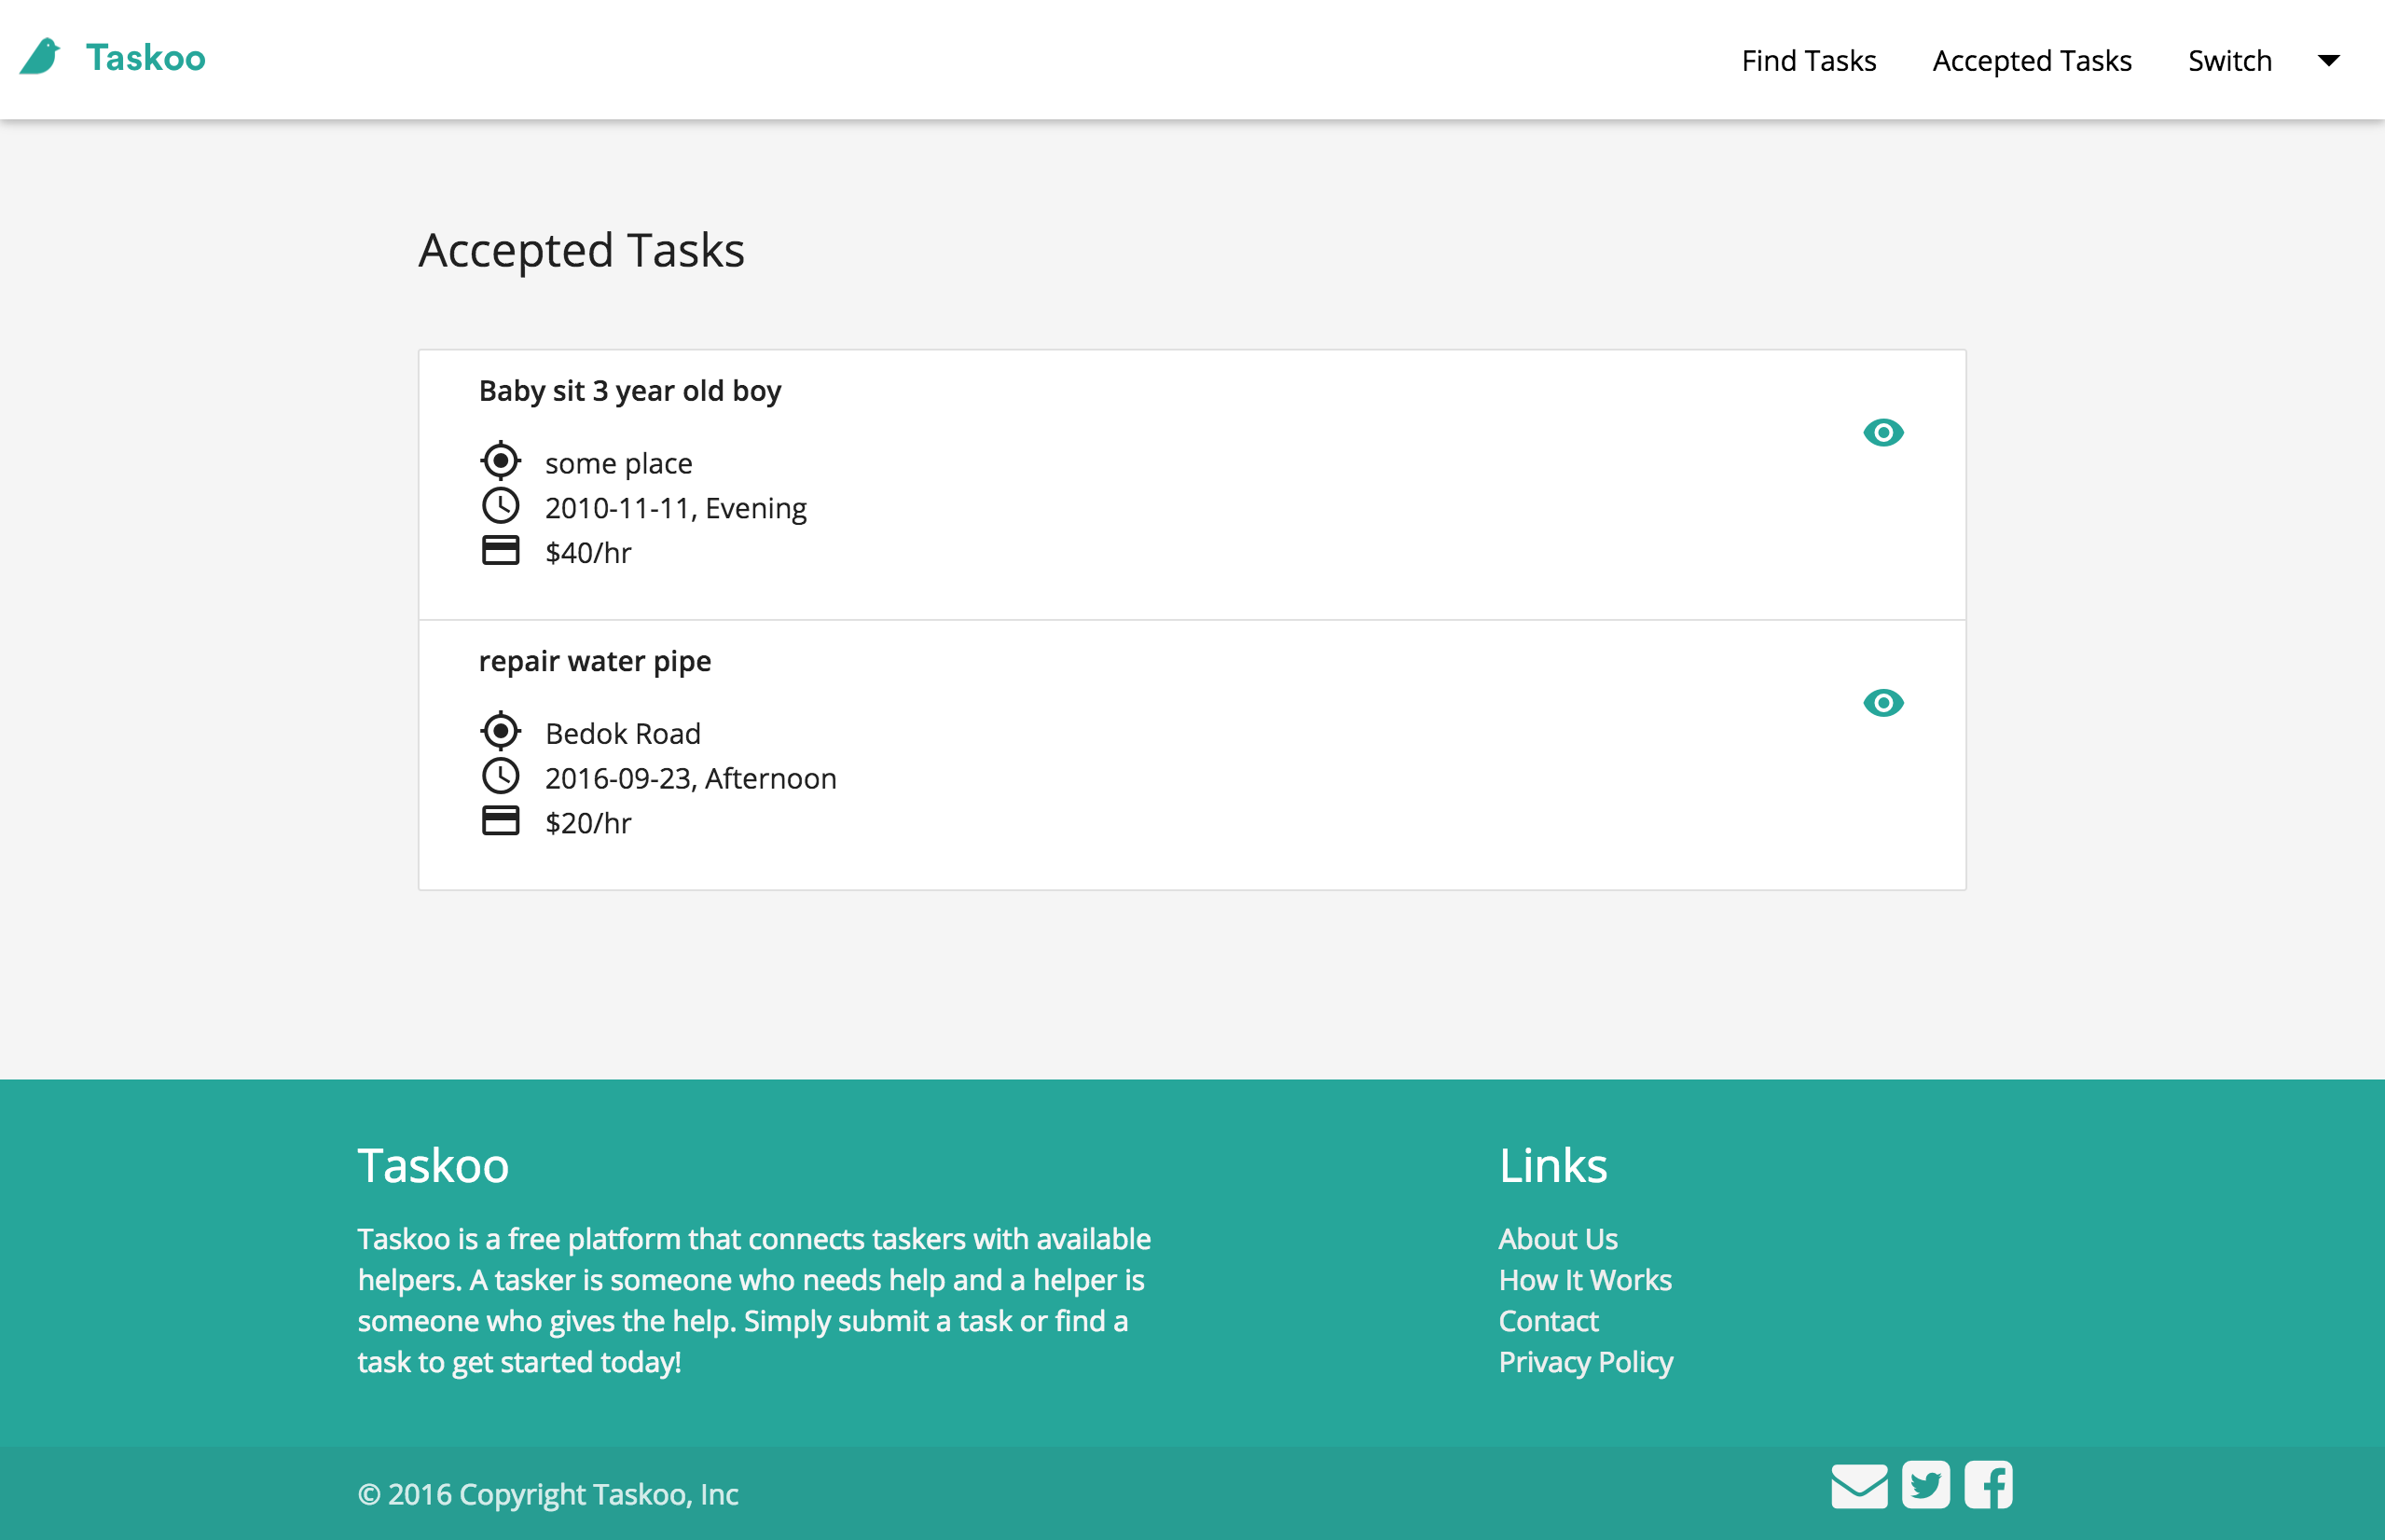 Taskoo
Find Tasks
Accepted Tasks
Switch
Accepted Tasks
Baby sit 3 year old boy
some place
2010-11-11, Evening
$40/hr
repair water pipe
Bedok Road
2016-09-23, Afternoon
$20/hr
Taskoo
Taskoo is a free platform that connects taskers with available
helpers. A tasker is someone who needs help and a helper is
someone who gives the help. Simply submit a task or find a
task to get started today!
Links
About Us
How It Works
Contact
Privacy Policy
© 2016 Copyright Taskoo, Inc